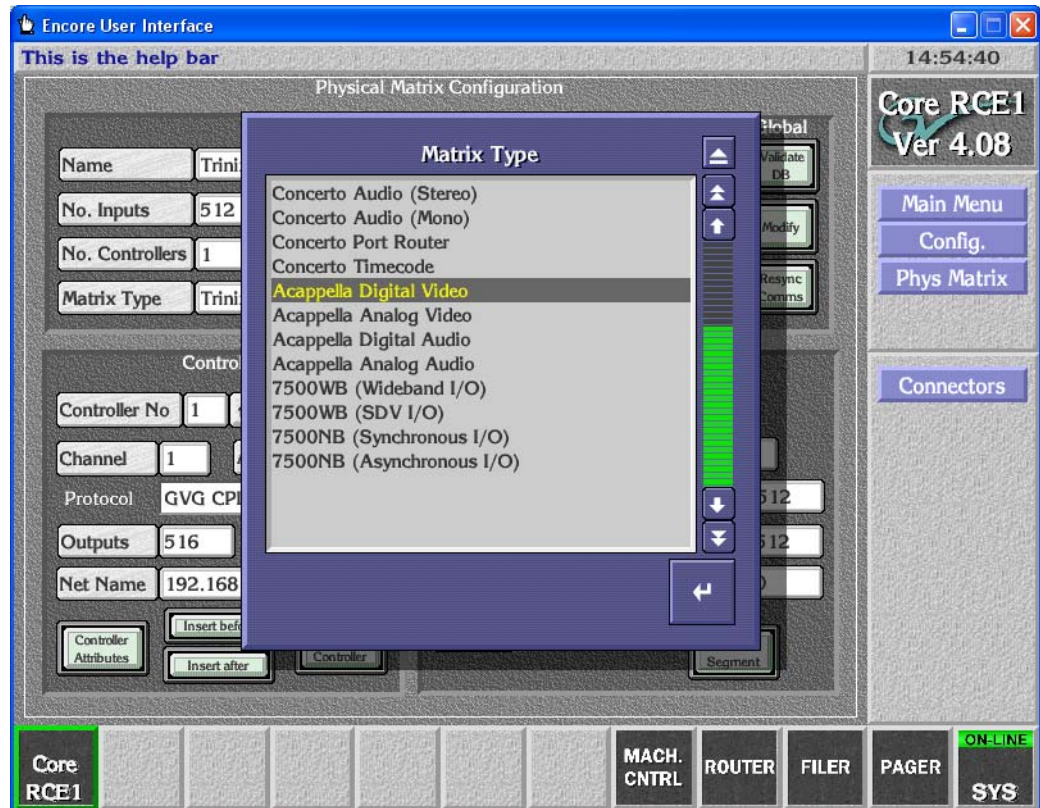 Encore User Interface
This is the help bar
14:54:40
Physical Matrix Configuration
Core RCE1
Ver 4.08
Global
Name
Validate
DB
No. Inputs
512
Modify
No. Controllers
1
Resync
Comms
Matrix Type
Matrix Type
Concerto Audio (Stereo)
Concerto Audio (Mono)
Concerto Port Router
Concerto Timecode
Acappella Digital Video
Acappella Analog Video
Acappella Digital Audio
Acappella Analog Audio
7500WB (Wideband I/O)
7500WB (SDV I/O)
7500NB (Synchronous I/O)
7500NB (Asynchronous I/O)
Main Menu
Config.
Phys Matrix
Connectors
Controller No
1
Channel
1
Protocol
GVG
512
Outputs
516
512
Net Name
192.168
Controller
Attributes
Insert after
Controller
Segment
Core
RCE1
MACH.
CNTRL
ROUTER
FILER
PAGER
ON-LINE
SYS